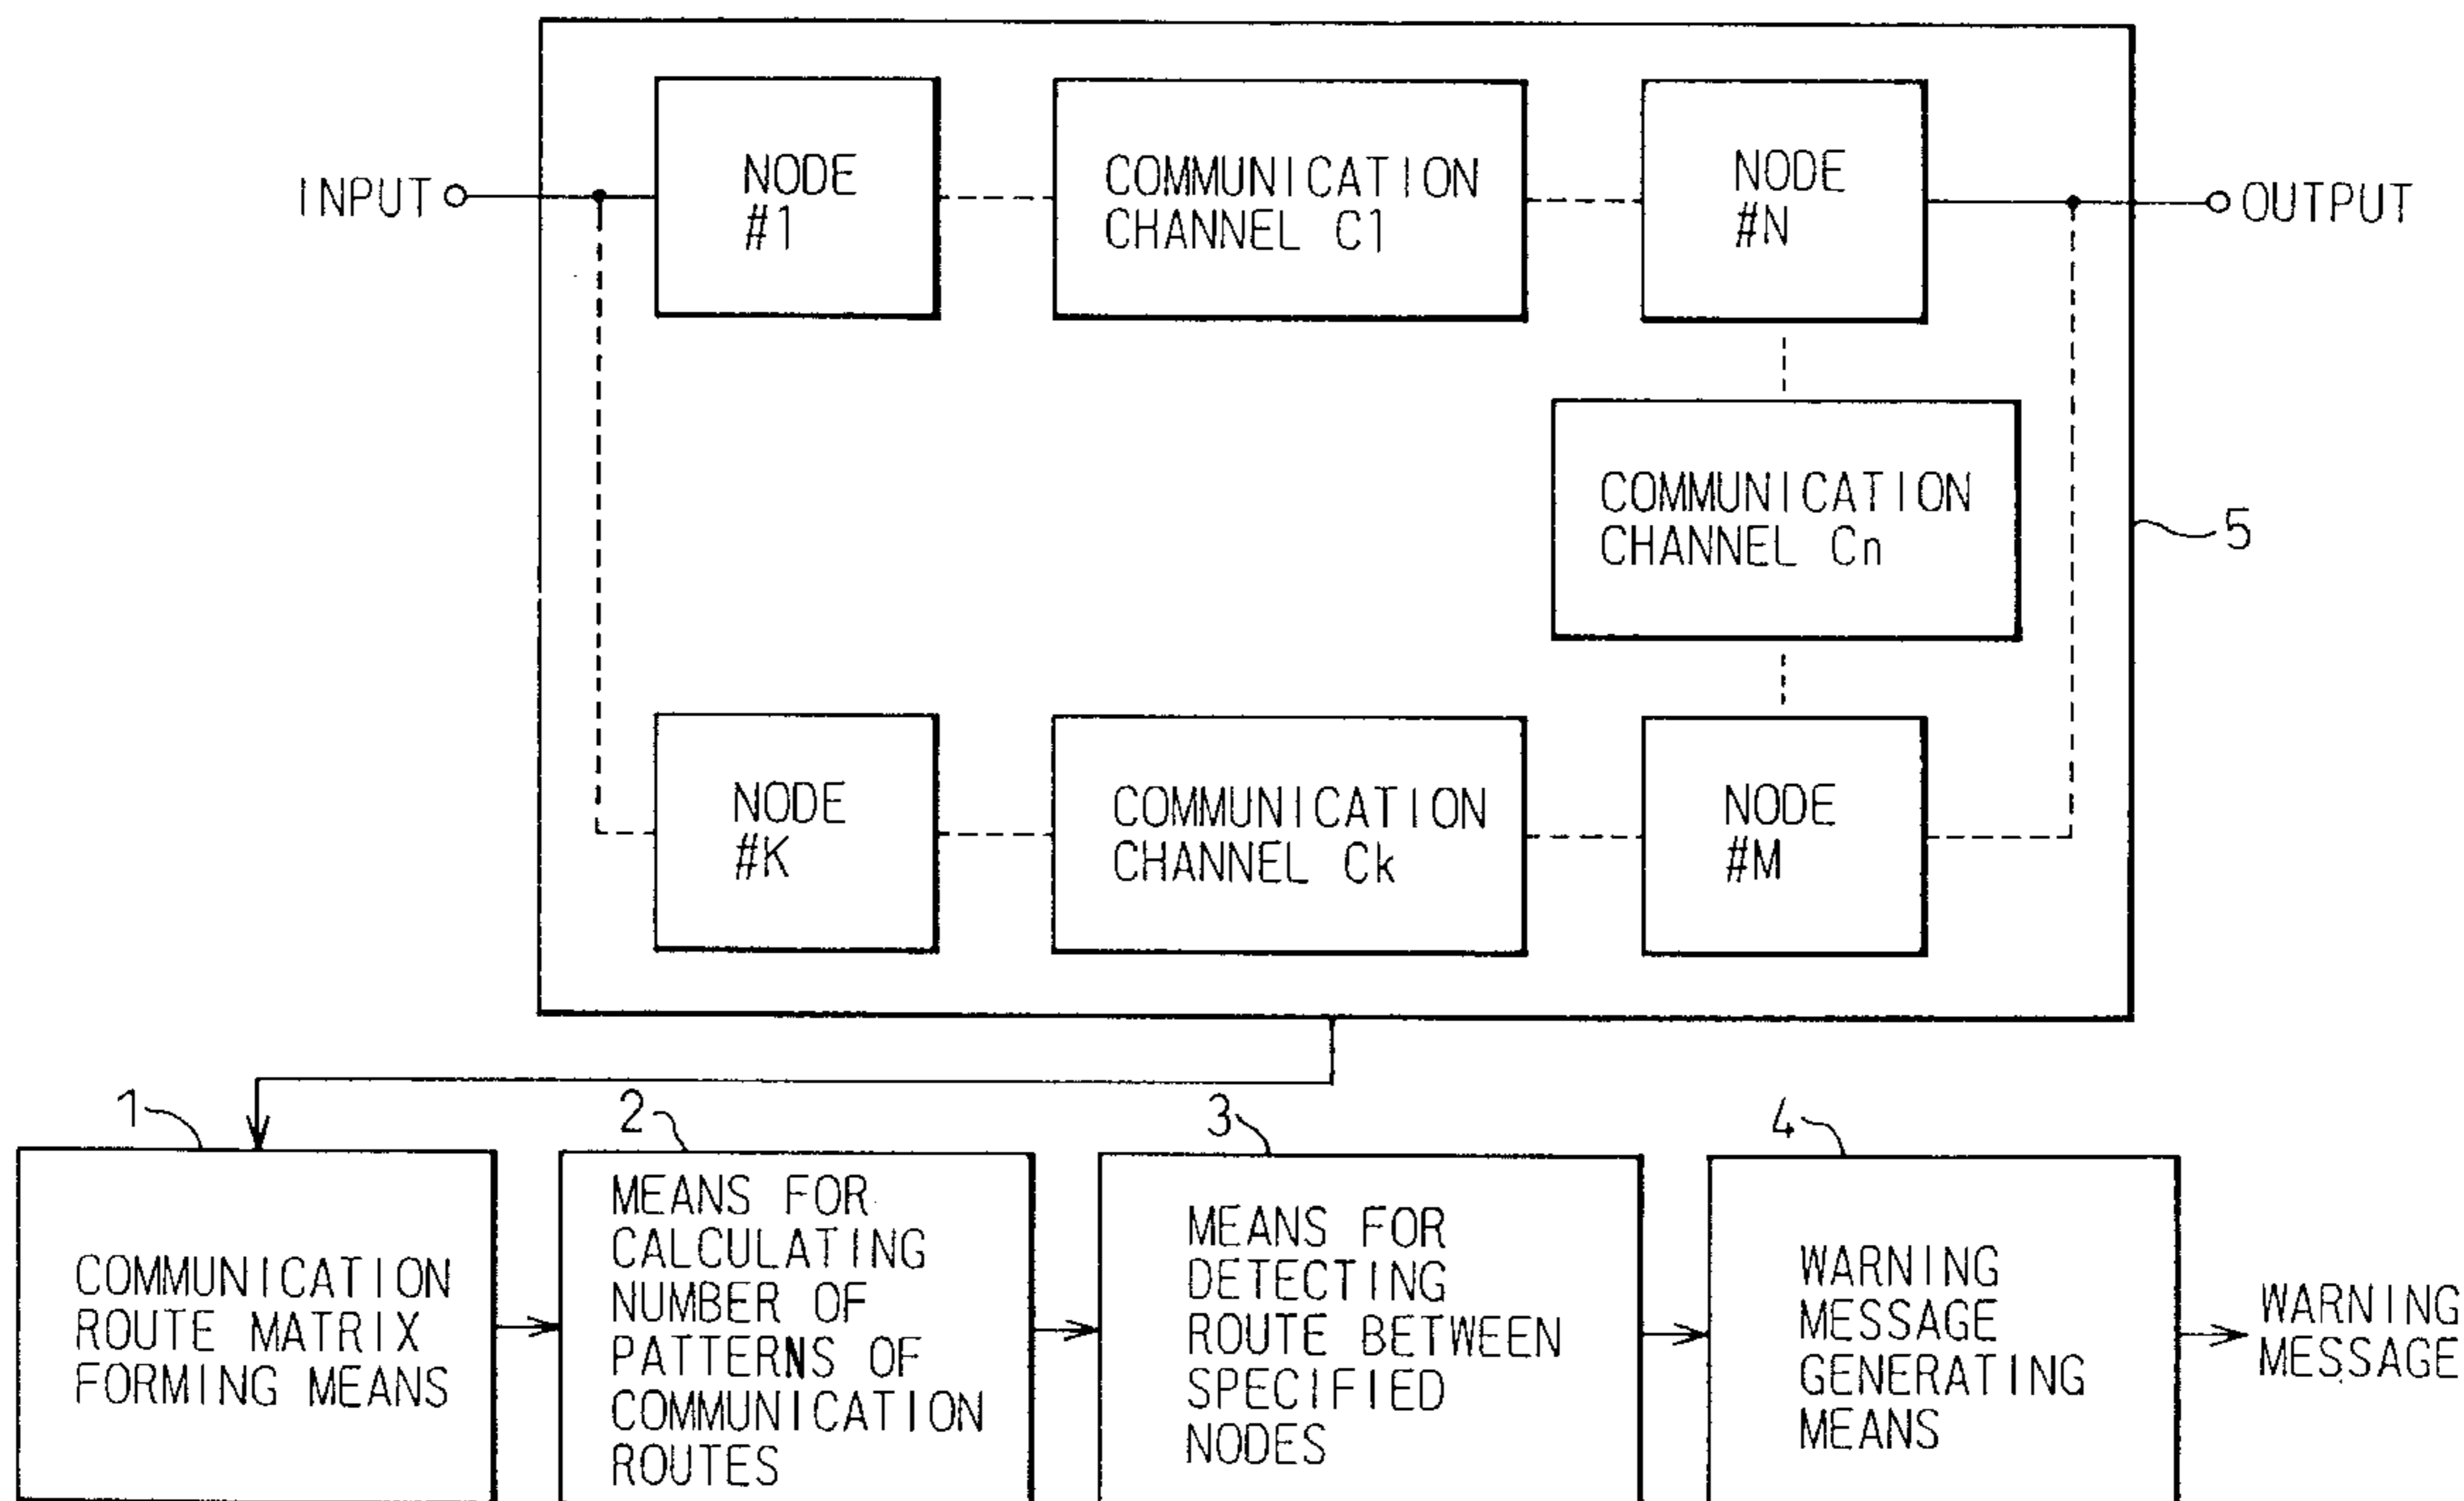 INPUT
NODE
#1
COMMUNICATION
CHANNEL C1
NODE
#N
OUTPUT
COMMUNICATION
CHANNEL Cn
5
NODE
#K
COMMUNICATION
CHANNEL Ck
NODE
#M
1
COMMUNICATION
ROUTE MATRIX
FORMING MEANS
2
MEANS FOR
CALCULATING
NUMBER OF
PATTERNS OF
COMMUNICATION
ROUTES
3
MEANS FOR
DETECTING
ROUTE BETWEEN
SPECIFIED
NODES
4
WARNING
MESSAGE
GENERATING
MEANS
WARNING
MESSAGE